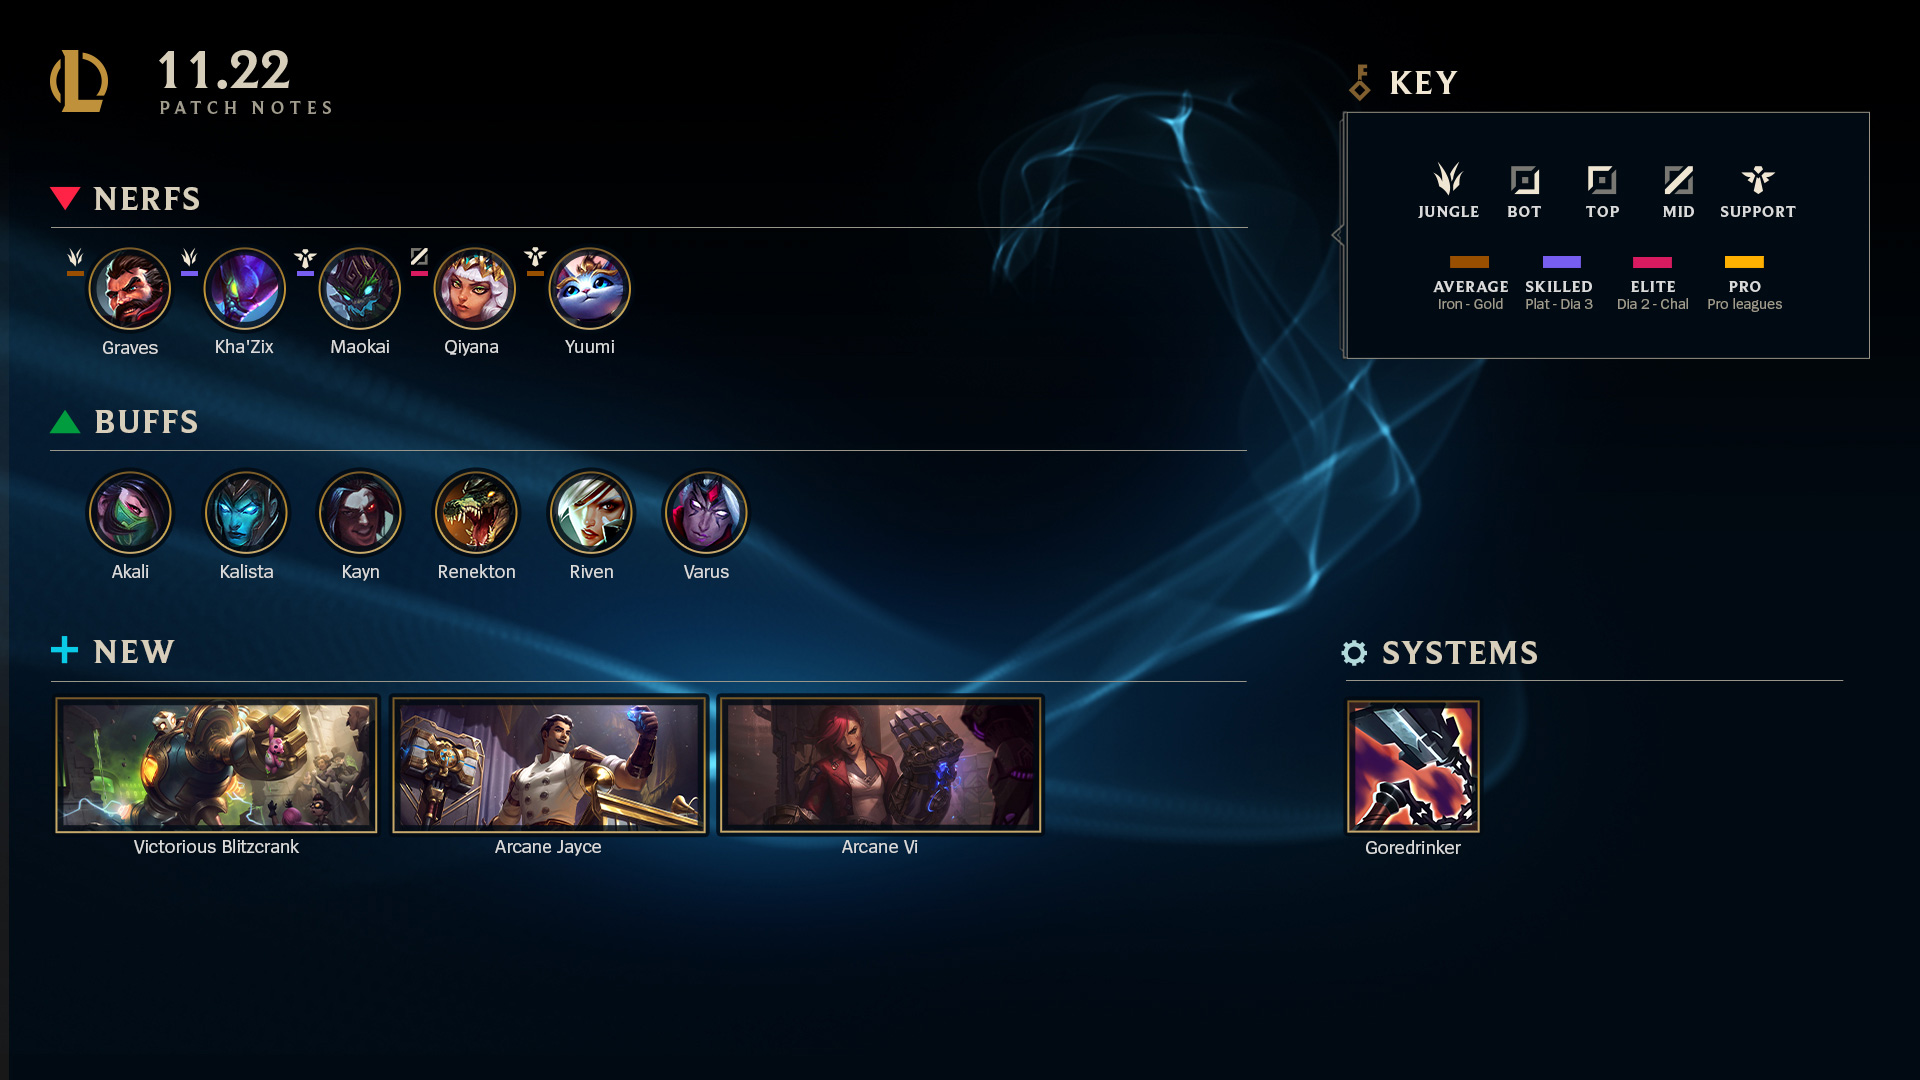 11.22
PATCH NOTES
KEY
JUNGLE BOT TOP MID SUPPORT
AVERAGE SKILLED ELITE PRO
Iron - Gold Plat - Dia 3 Dia 2 - Chal Pro leagues
NERFS
Graves Kha'Zix Maokai Qiyana Yuumi
BUFFS
Akali Kalista Kayn Renekton Riven Varus
NEW
Victorious Blitzcrank Arcane Jayce Arcane Vi
SYSTEMS
Goredrinker